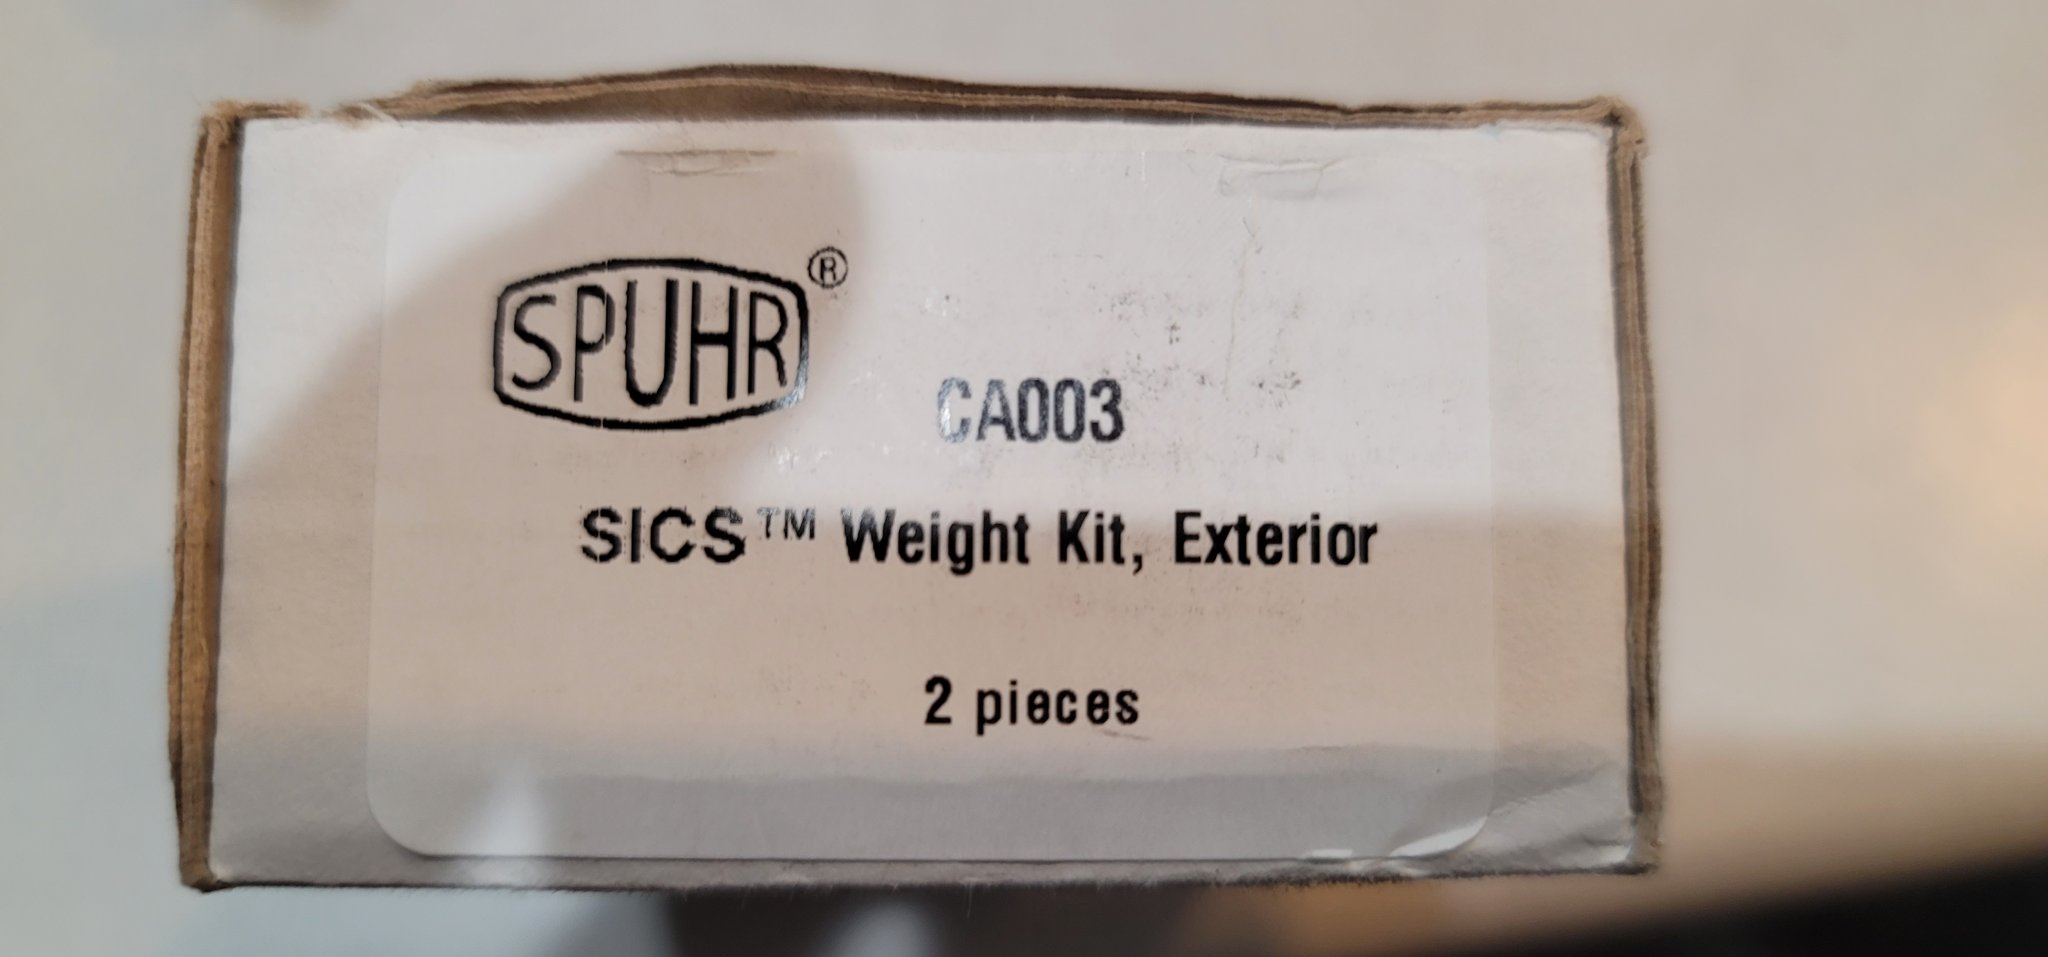 SPUHR®
CA003
SICS™ Weight Kit, Exterior
2 pieces